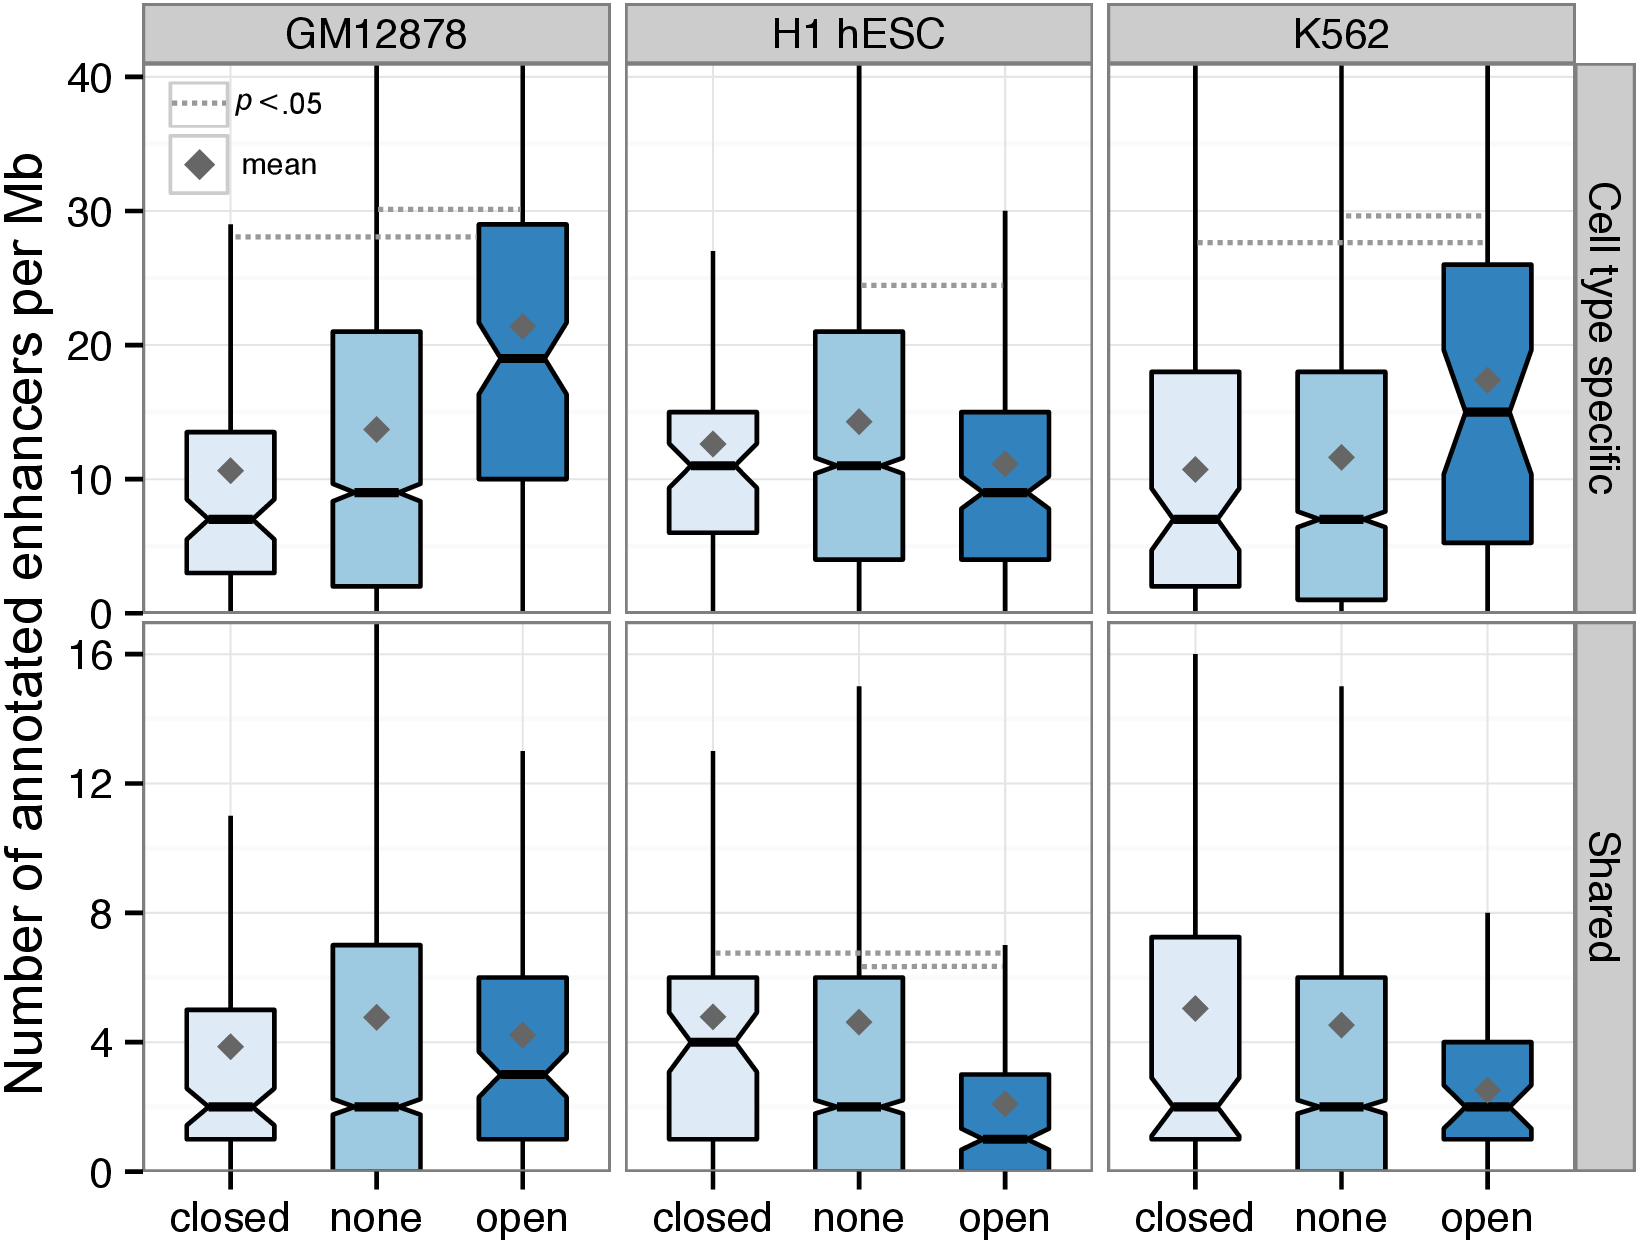 GM12878
H1 hESC
K562
Number of annotated enhancers per Mb
40
30
20
10
0
p <.05
mean
Cell type specific
16
12
8
4
0
Shared
closed none open
closed none open
closed none open